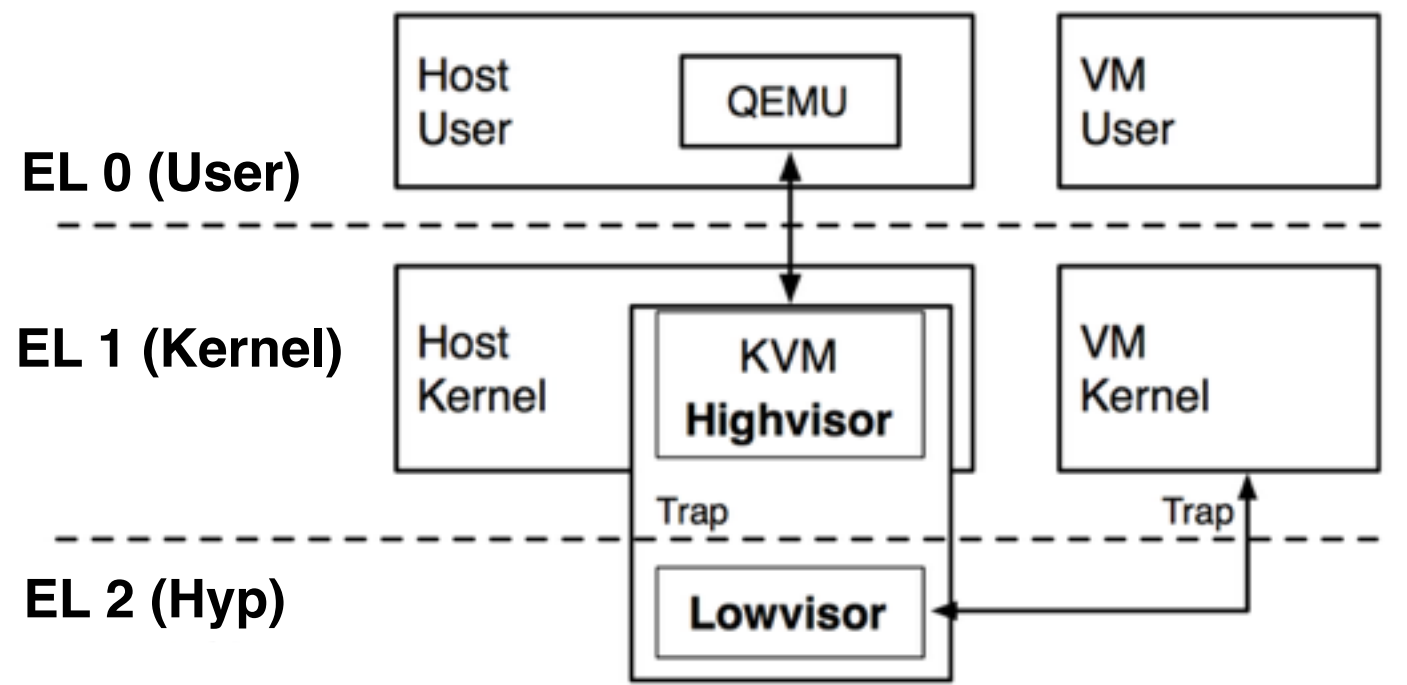 Host
User
QEMU
VM
User
EL 0 (User)
Host
Kernel
KVM
Highvisor
VM
Kernel
EL 1 (Kernel)
Trap
Trap
EL 2 (Hyp)
Lowvisor